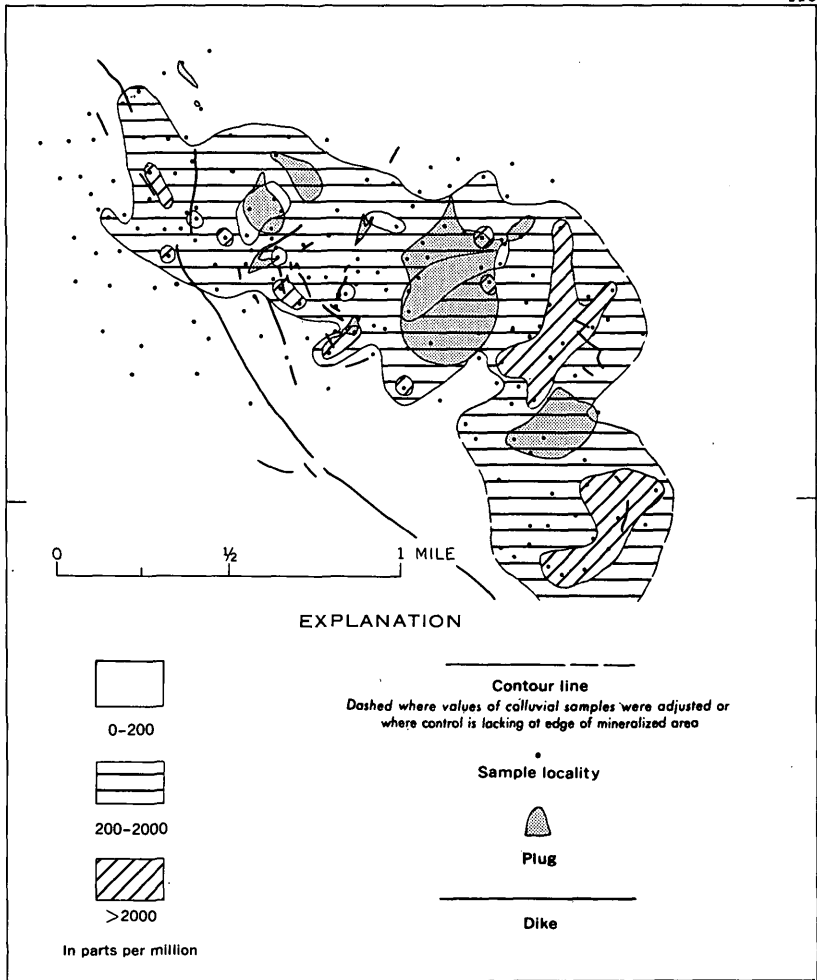 0
½
1 MILE
EXPLANATION
0-200
200-2000
>2000
In parts per million
Contour line
Dashed where values of colluvial samples were adjusted or
where control is lacking at edge of mineralized area
Sample locality
Plug
Dike